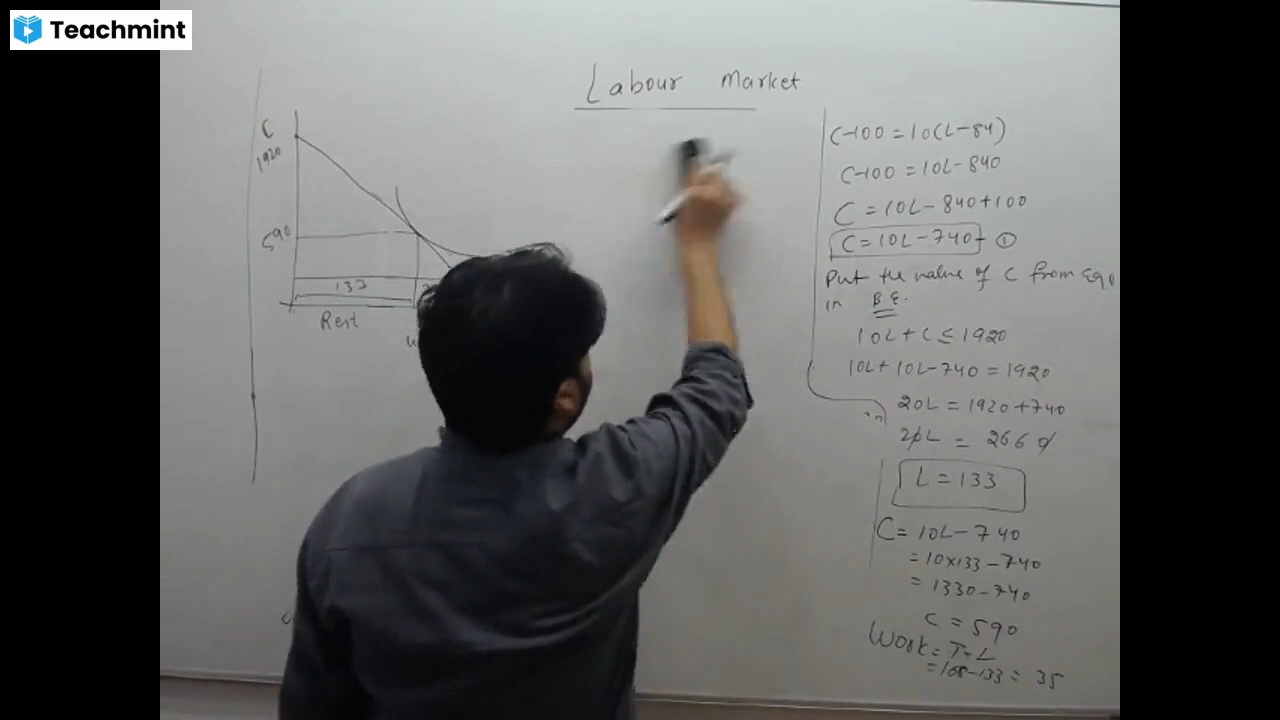 Teachmint
Labour Market
C
1920
590
137
Rest
C-100 = 10(L-84)
C-100 = 10L-840
C = 10L-840+100
C = 10L-740 - ①
Put the value of C from Eq ①
in B.E.
10L + C ≤ 1920
10L + 10L-740 = 1920
20L = 1920+740
20L = 2660
L = 133
C = 10L-740
= 10×133-740
= 1330-740
C = 590
Work = T-L
= 168-133 = 35